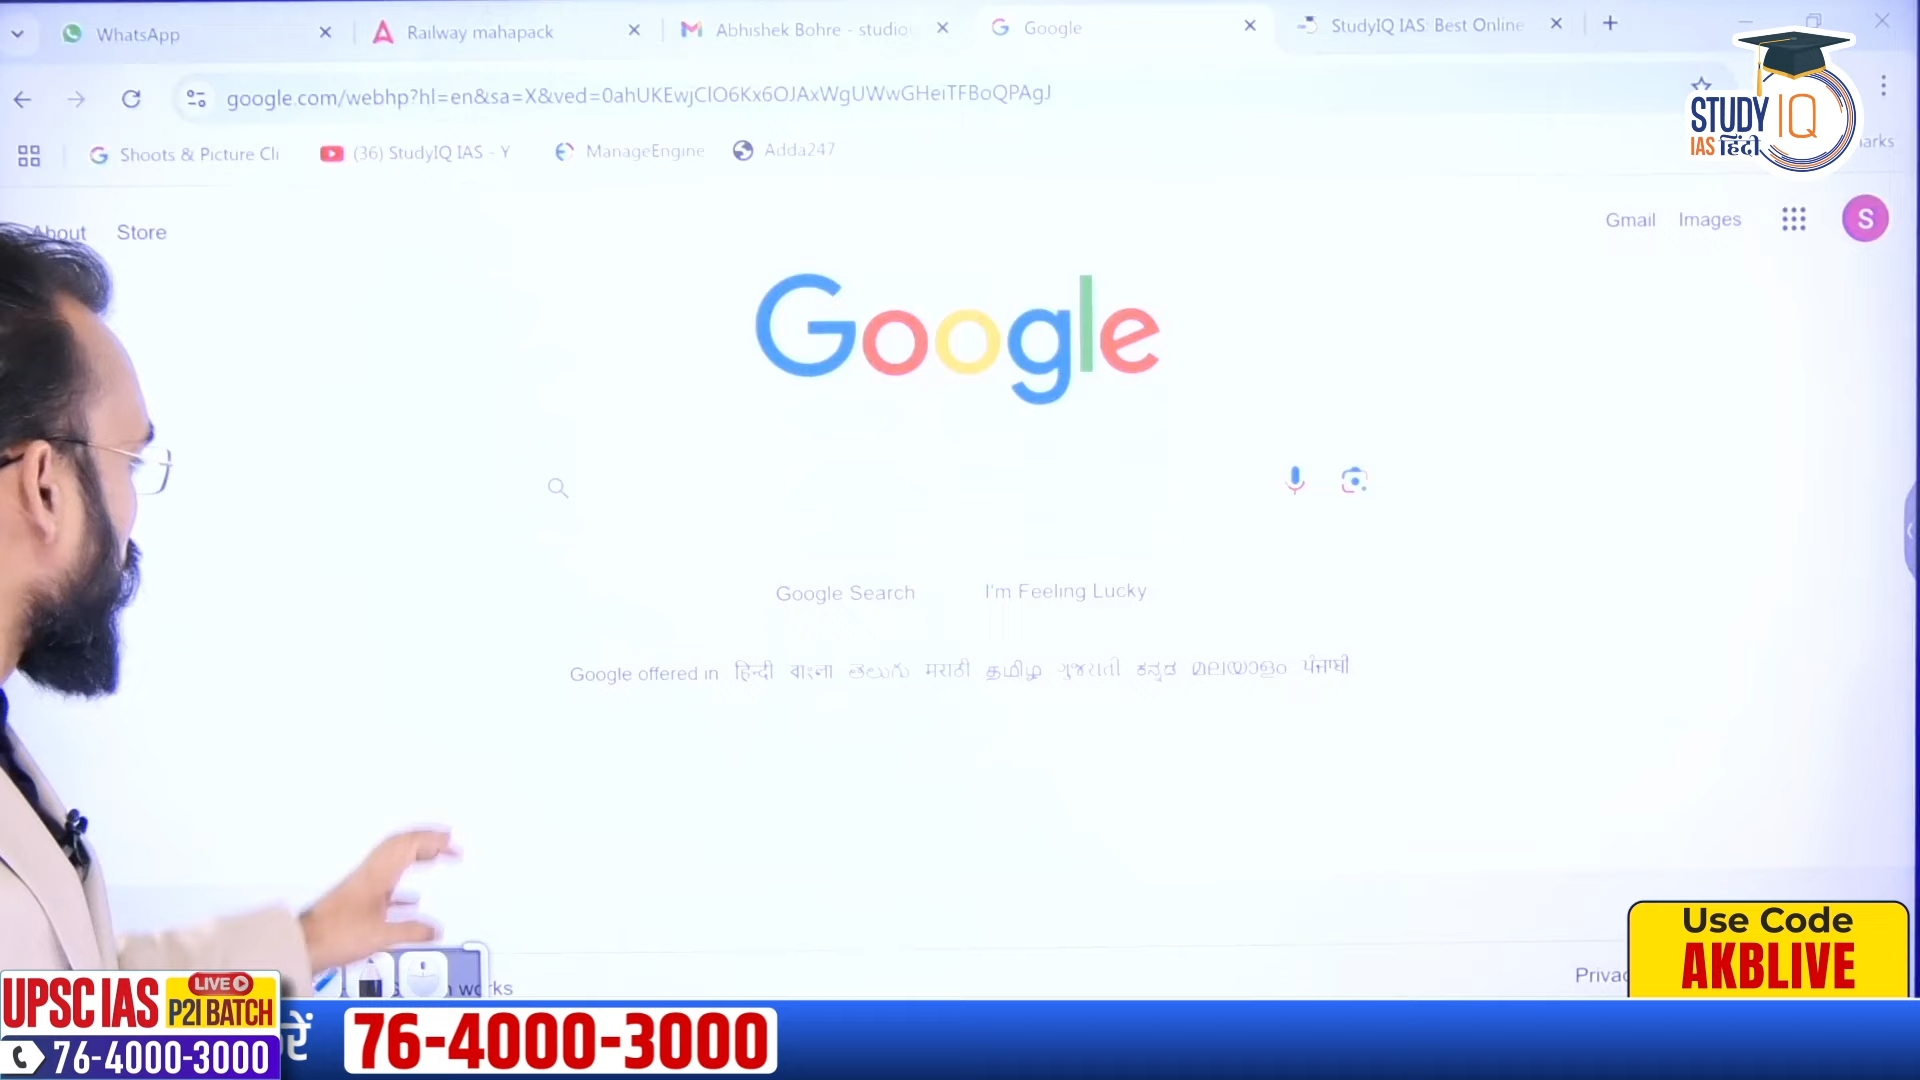 WhatsApp
Railway mahapack
Abhishek Bohre - studio
Google
StudyIQ IAS: Best Online
google.com/webhp?hl=en&sa=X&ved=0ahUKEwjClO6Kx6OJAxWgUWwGHeiTFBoQPAgJ
Shoots & Picture Cli
(36) StudyIQ IAS - Y
ManageEngine
Adda247
STUDY IQ
IAS हिंदी
About
Store
Gmail
Images
S
Google
Google Search
I'm Feeling Lucky
Google offered in हिन्दी বাংলা తెలుగు मराठी தமிழ் ગુજરાતી ಕನ್ನಡ മലയാളം ਪੰਜਾਬੀ
works
Use Code
AKBLIVE
UPSC IAS
LIVE
P2I BATCH
76-4000-3000
76-4000-3000